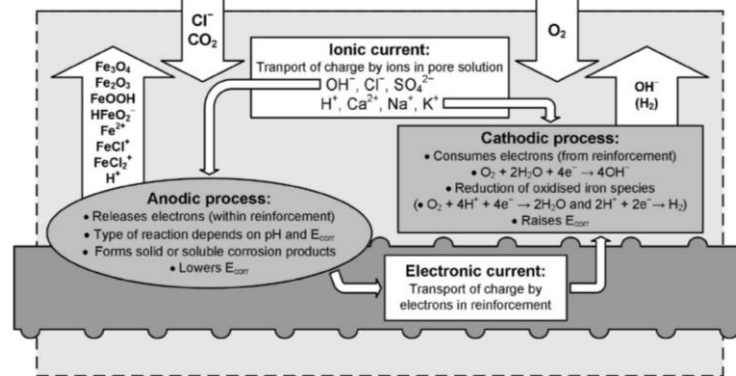 Cl⁻
CO₂
O₂
Ionic current:
Tranport of charge by ions in pore solution
OH⁻, Cl⁻, SO₄²⁻
H⁺, Ca²⁺, Na⁺, K⁺
Fe₃O₄
Fe₂O₃
FeOOH
HFeO₂⁻
Fe²⁺
FeCl⁺
FeCl₂⁺
H⁺
OH⁻
(H₂)
Cathodic process:
• Consumes electrons (from reinforcement)
• O₂ + 2H₂O + 4e⁻ → 4OH⁻
• Reduction of oxidised iron species
(• O₂ + 4H⁺ + 4e⁻ → 2H₂O and 2H⁺ + 2e⁻ → H₂)
• Raises E_corr
Anodic process:
• Releases electrons (within reinforcement)
• Type of reaction depends on pH and E_corr
• Forms solid or soluble corrosion products
• Lowers E_corr
Electronic current:
Transport of charge by
electrons in reinforcement